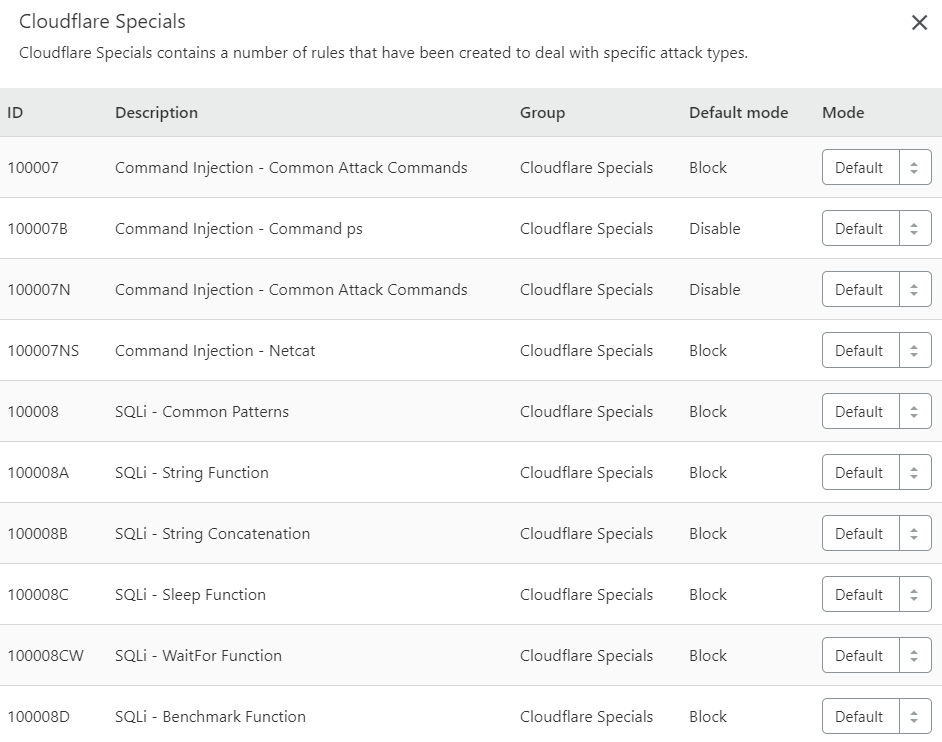 Cloudflare Specials
Cloudflare Specials contains a number of rules that have been created to deal with specific attack types.
ID Description Group Default mode Mode
100007 Command Injection - Common Attack Commands Cloudflare Specials Block Default
100007B Command Injection - Command ps Cloudflare Specials Disable Default
100007N Command Injection - Common Attack Commands Cloudflare Specials Disable Default
100007NS Command Injection - Netcat Cloudflare Specials Block Default
100008 SQLi - Common Patterns Cloudflare Specials Block Default
100008A SQLi - String Function Cloudflare Specials Block Default
100008B SQLi - String Concatenation Cloudflare Specials Block Default
100008C SQLi - Sleep Function Cloudflare Specials Block Default
100008CW SQLi - WaitFor Function Cloudflare Specials Block Default
100008D SQLi - Benchmark Function Cloudflare Specials Block Default